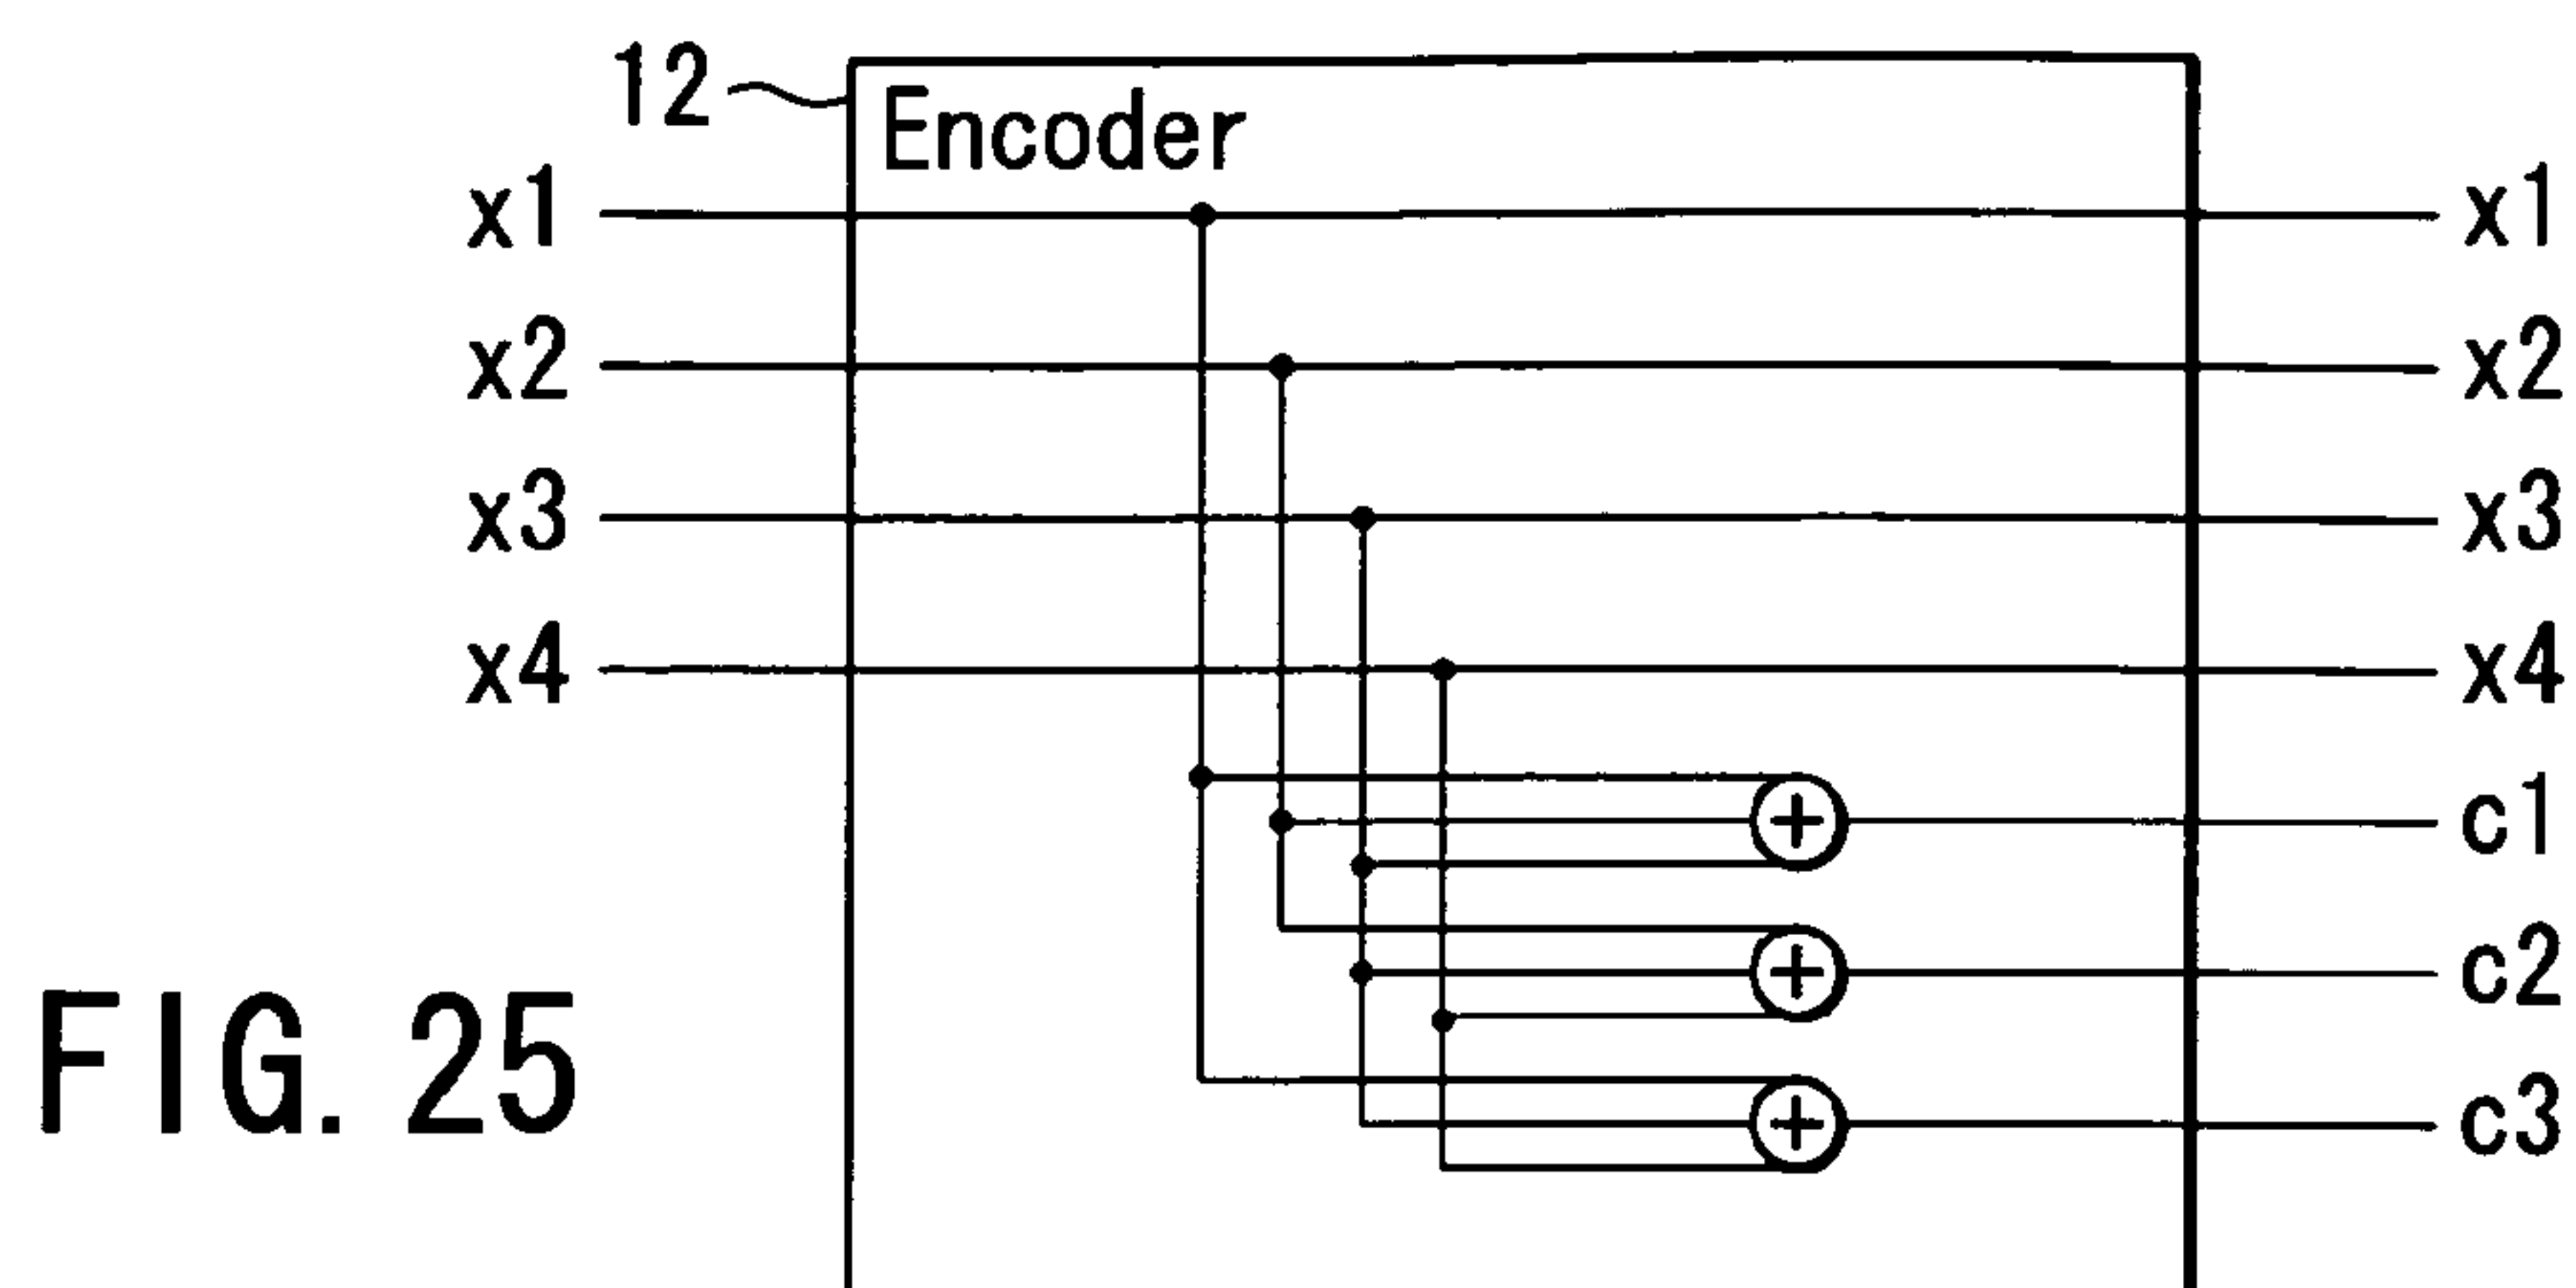 12
Encoder
x1 x1
x2 x2
x3 x3
x4 x4
+ c1
+ c2
+ c3
FIG. 25